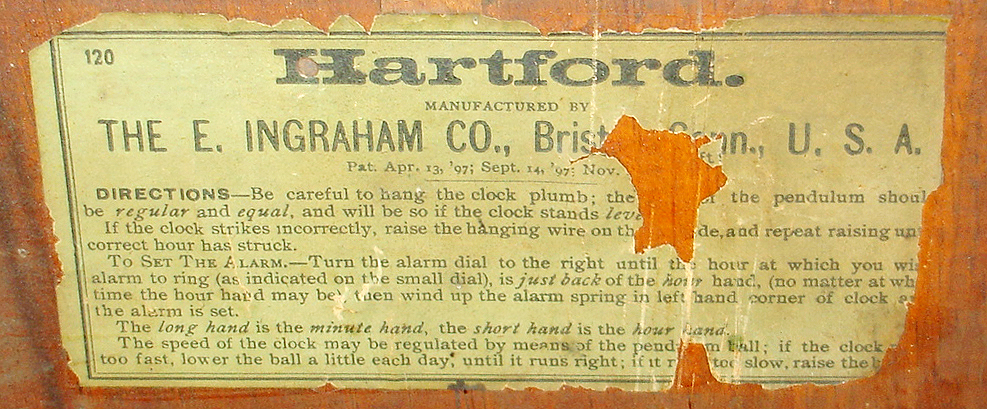 120
Hartford.
MANUFACTURED BY
THE E. INGRAHAM CO., Brist Conn., U. S. A.
Pat. Apr. 13, '97; Sept. 14, '97; Nov.
DIRECTIONS—Be careful to hang the clock plumb; the the pendulum shoul
be regular and equal, and will be so if the clock stands leve
If the clock strikes incorrectly, raise the hanging wire on th de, and repeat raising un
correct hour has struck.
To SET THE ALARM.—Turn the alarm dial to the right until the hour at which you wi
alarm to ring (as indicated on the small dial), is just back of the hour hand, (no matter at wh
time the hour hand may be) then wind up the alarm spring in left hand corner of clock a
the alarm is set.
The long hand is the minute hand, the short hand is the hour hand.
The speed of the clock may be regulated by means of the pendulum ball; if the clock
too fast, lower the ball a little each day, until it runs right; if it r too slow, raise the b